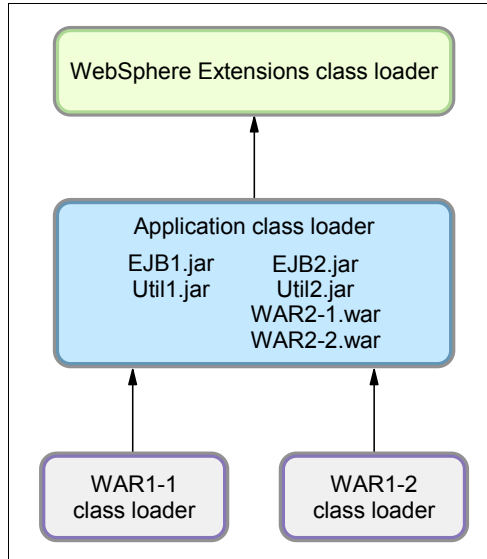 WebSphere Extensions class loader
Application class loader
EJB1.jar
Util1.jar
EJB2.jar
Util2.jar
WAR2-1.war
WAR2-2.war
WAR1-1
class loader
WAR1-2
class loader